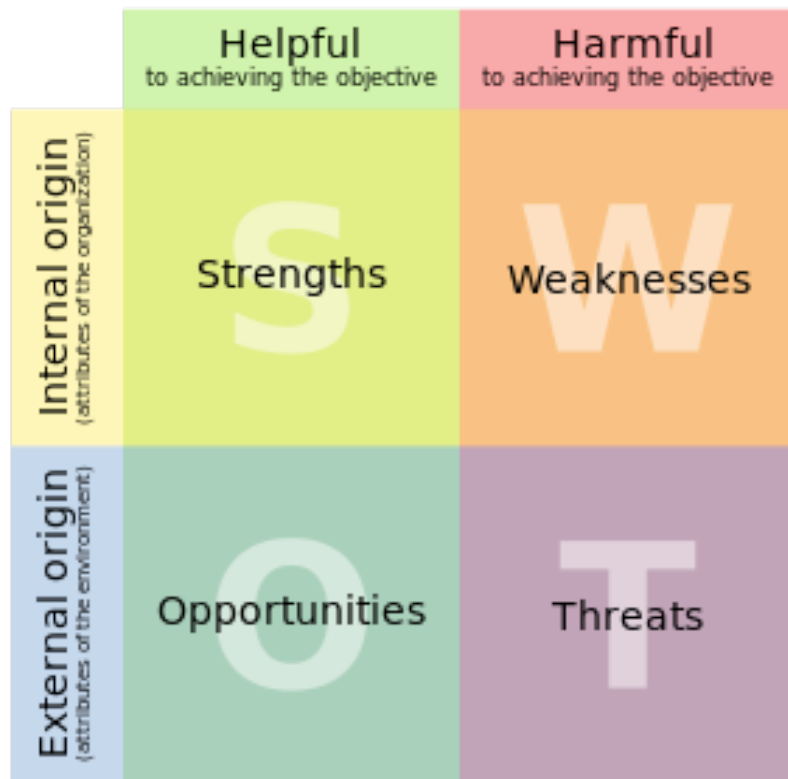 Helpful
to achieving the objective
Harmful
to achieving the objective
Internal origin
(attributes of the organization)
S
Strengths
W
Weaknesses
External origin
(attributes of the environment)
O
Opportunities
T
Threats